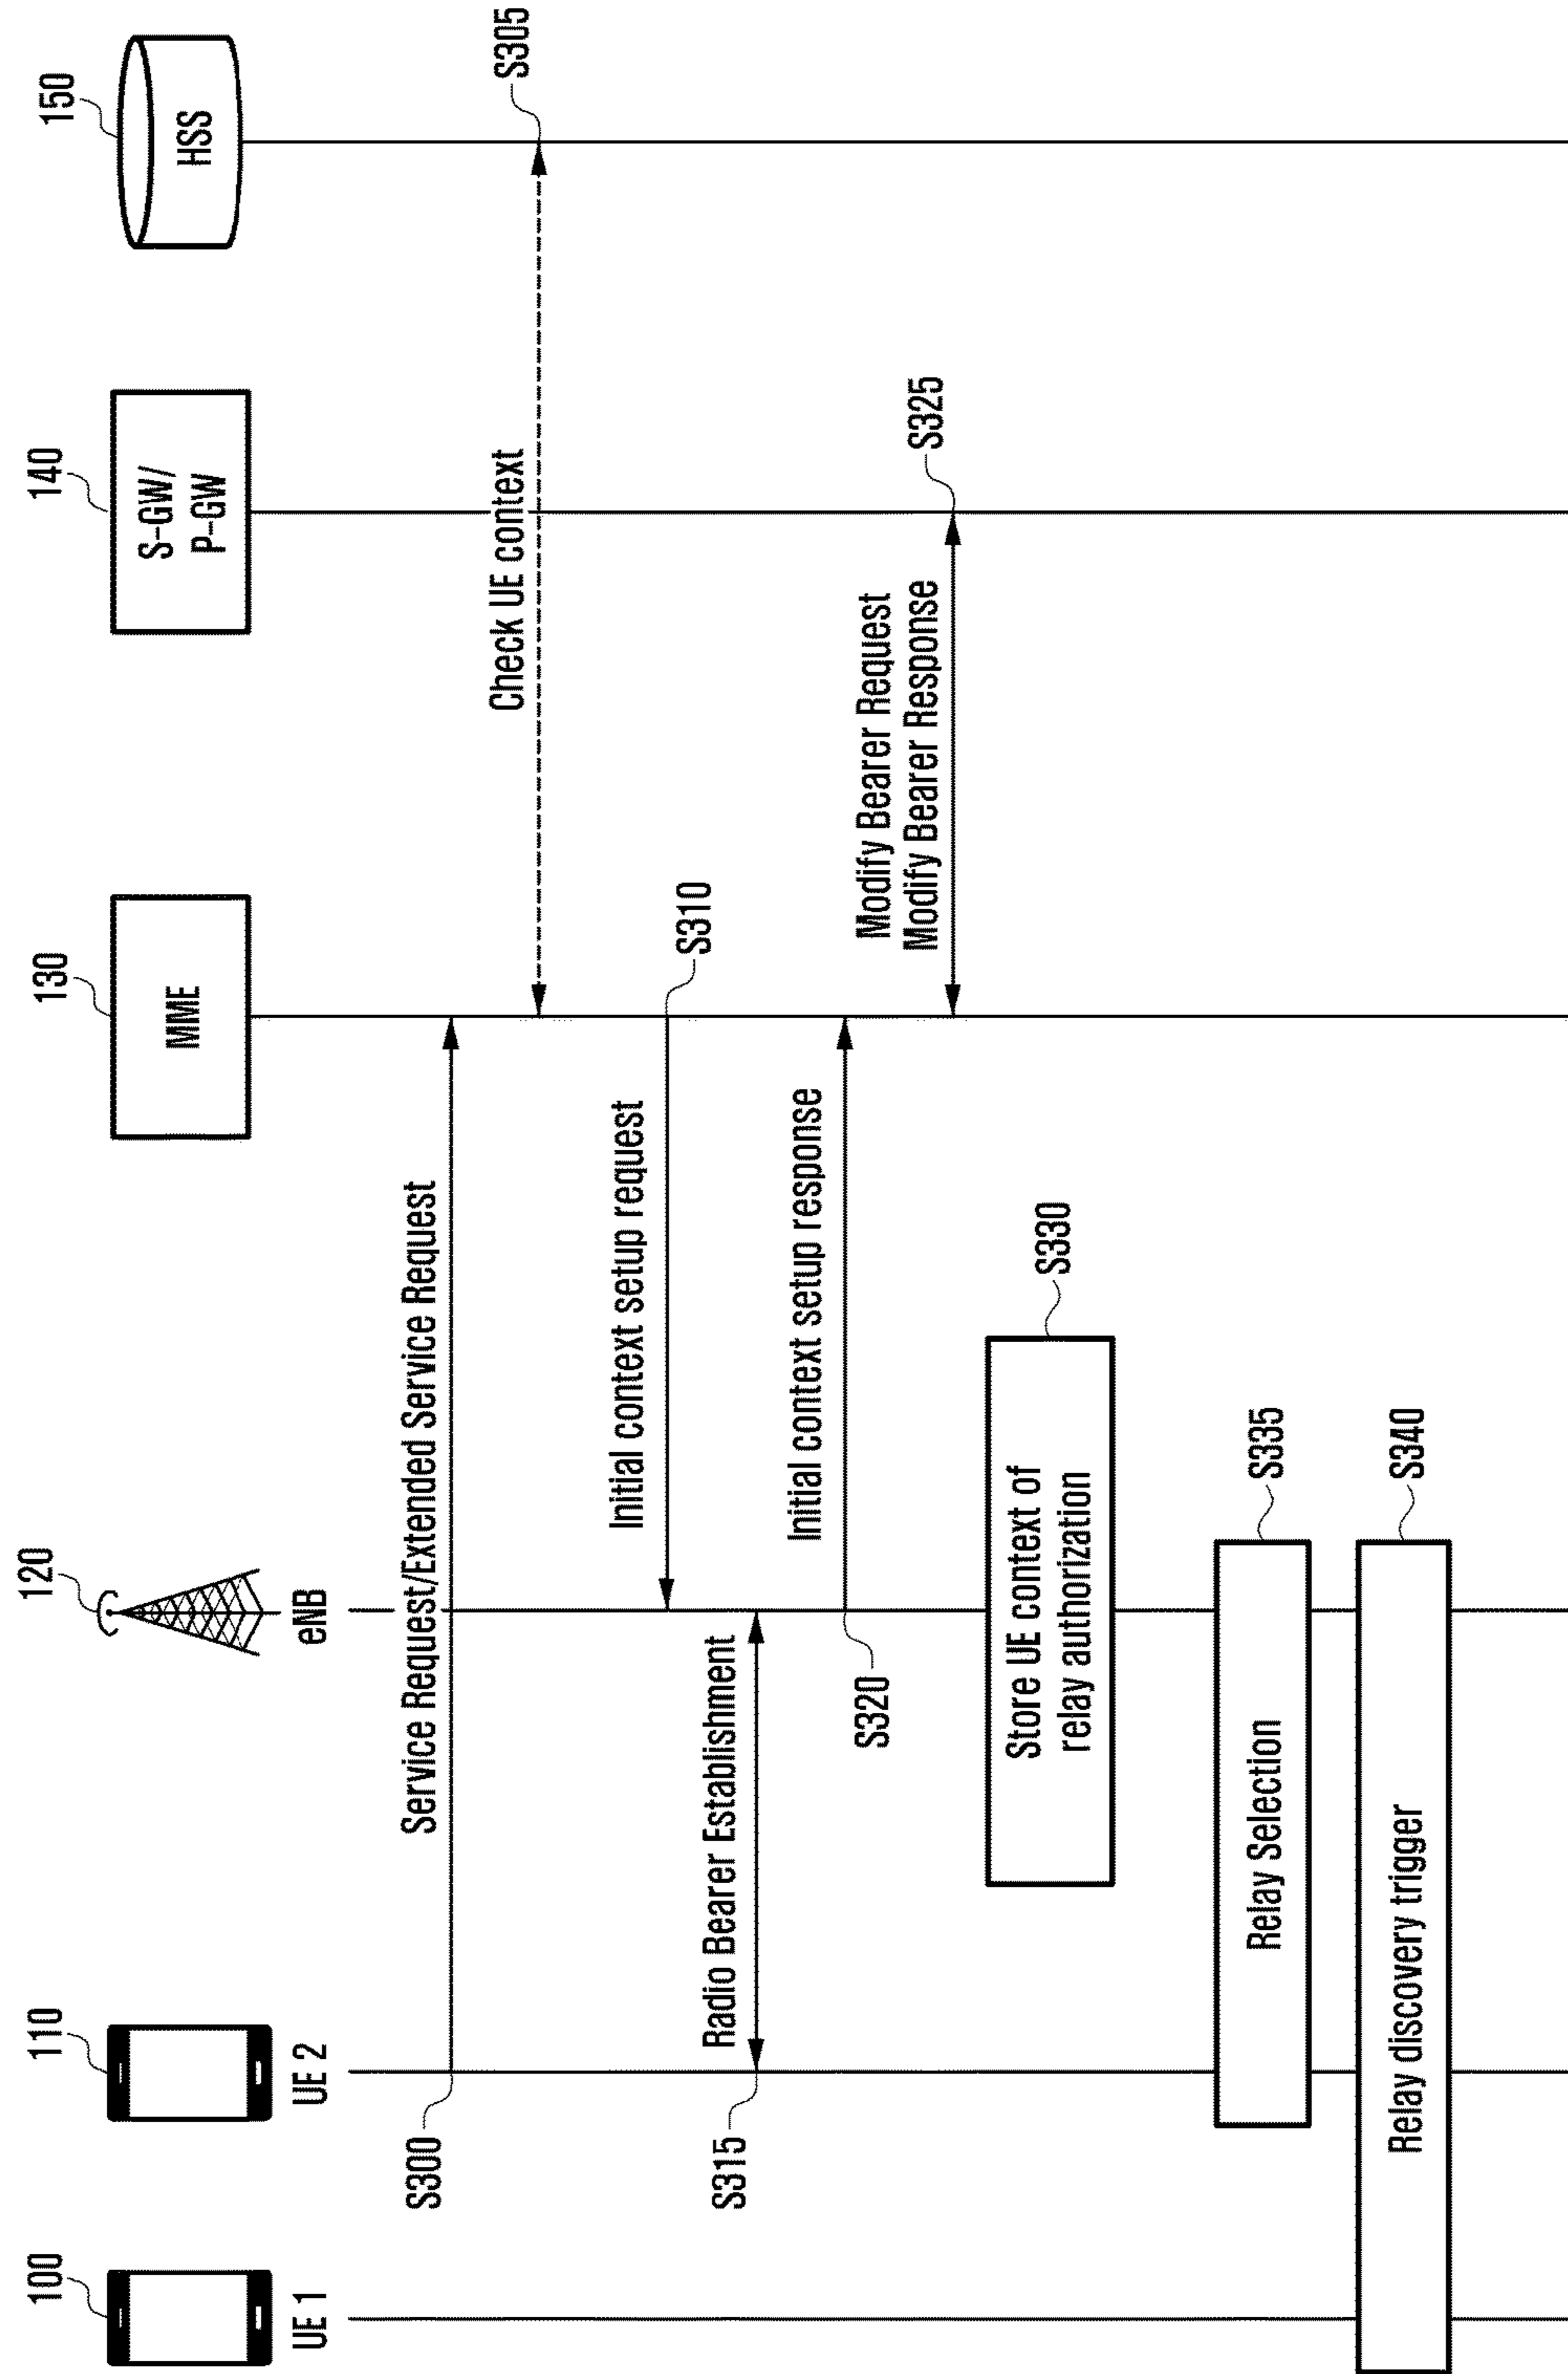 100
110
120
130
140
150
UE 1
UE 2
eNB
MME
S-GW/
P-GW
HSS
S300
Service Request/Extended Service Request
Check UE context
S305
Initial context setup request
S310
S315
Radio Bearer Establishment
Initial context setup response
S320
Modify Bearer Request
Modify Bearer Response
S325
Store UE context of
relay authorization
S330
Relay Selection
S335
Relay discovery trigger
S340